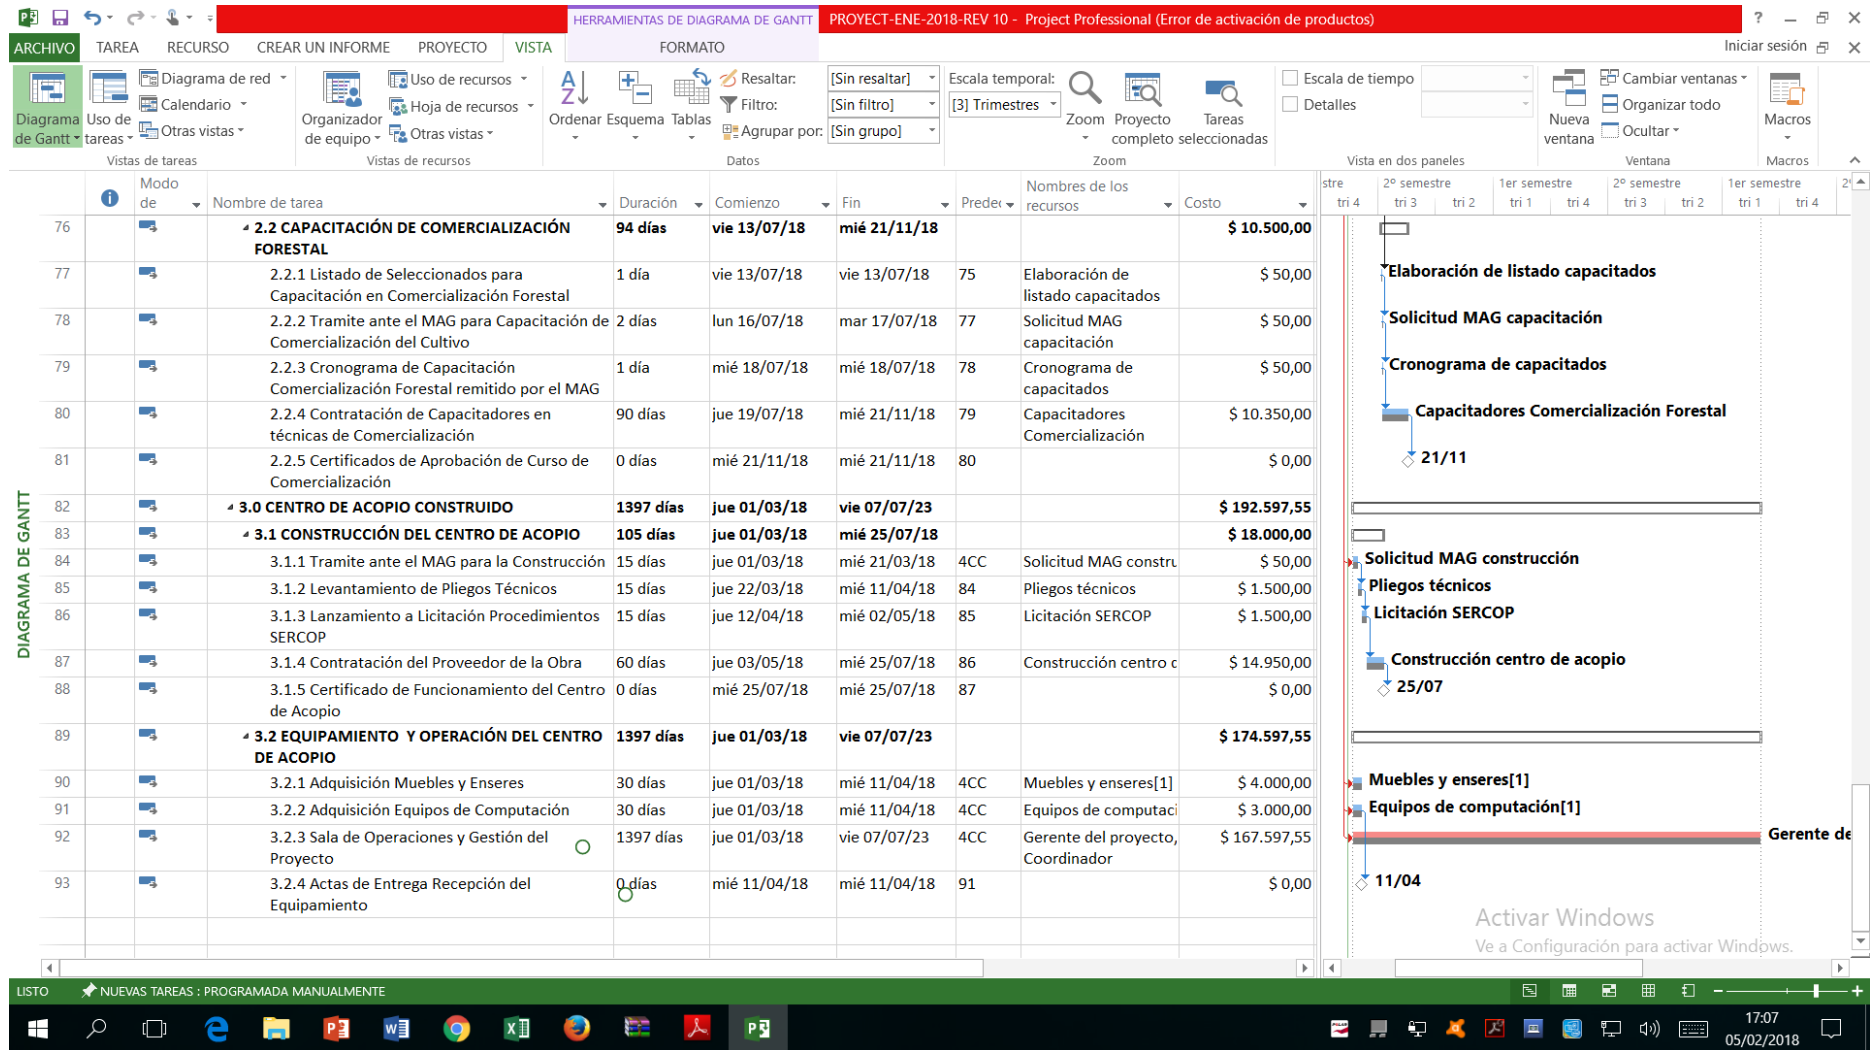 HERRAMIENTAS DE DIAGRAMA DE GANTT PROYECT-ENE-2018-REV 10 - Project Professional (Error de activación de productos)
ARCHIVO TAREA RECURSO CREAR UN INFORME PROYECTO VISTA FORMATO Iniciar sesión
Diagrama de Gantt
Uso de tareas
Diagrama de red
Calendario
Otras vistas
Vistas de tareas
Organizador de equipo
Uso de recursos
Hoja de recursos
Otras vistas
Vistas de recursos
Ordenar Esquema Tablas
Resaltar: [Sin resaltar]
Filtro: [Sin filtro]
Agrupar por: [Sin grupo]
Datos
Escala temporal:
[3] Trimestres
Zoom
Proyecto completo
Tareas seleccionadas
Zoom
Escala de tiempo
Detalles
Vista en dos paneles
Nueva ventana
Cambiar ventanas
Organizar todo
Ocultar
Ventana
Macros
Macros
Modo de Nombre de tarea Duración Comienzo Fin Predec Nombres de los recursos Costo
stre 2º semestre 1er semestre 2º semestre 1er semestre 2º
tri 4 tri 3 tri 2 tri 1 tri 4 tri 3 tri 2 tri 1 tri 4
76 2.2 CAPACITACIÓN DE COMERCIALIZACIÓN 94 días vie 13/07/18 mié 21/11/18 $ 10.500,00
FORESTAL
77 2.2.1 Listado de Seleccionados para 1 día vie 13/07/18 vie 13/07/18 75 Elaboración de $ 50,00 Elaboración de listado capacitados
Capacitación en Comercialización Forestal listado capacitados
78 2.2.2 Tramite ante el MAG para Capacitación de 2 días lun 16/07/18 mar 17/07/18 77 Solicitud MAG $ 50,00 Solicitud MAG capacitación
Comercialización del Cultivo capacitación
79 2.2.3 Cronograma de Capacitación 1 día mié 18/07/18 mié 18/07/18 78 Cronograma de $ 50,00 Cronograma de capacitados
Comercialización Forestal remitido por el MAG capacitados
80 2.2.4 Contratación de Capacitadores en 90 días jue 19/07/18 mié 21/11/18 79 Capacitadores $ 10.350,00 Capacitadores Comercialización Forestal
técnicas de Comercialización Comercialización
81 2.2.5 Certificados de Aprobación de Curso de 0 días mié 21/11/18 mié 21/11/18 80 $ 0,00 21/11
Comercialización
82 3.0 CENTRO DE ACOPIO CONSTRUIDO 1397 días jue 01/03/18 vie 07/07/23 $ 192.597,55
83 3.1 CONSTRUCCIÓN DEL CENTRO DE ACOPIO 105 días jue 01/03/18 mié 25/07/18 $ 18.000,00
84 3.1.1 Tramite ante el MAG para la Construcción 15 días jue 01/03/18 mié 21/03/18 4CC Solicitud MAG constru $ 50,00 Solicitud MAG construcción
85 3.1.2 Levantamiento de Pliegos Técnicos 15 días jue 22/03/18 mié 11/04/18 84 Pliegos técnicos $ 1.500,00 Pliegos técnicos
86 3.1.3 Lanzamiento a Licitación Procedimientos 15 días jue 12/04/18 mié 02/05/18 85 Licitación SERCOP $ 1.500,00 Licitación SERCOP
SERCOP
87 3.1.4 Contratación del Proveedor de la Obra 60 días jue 03/05/18 mié 25/07/18 86 Construcción centro c $ 14.950,00 Construcción centro de acopio
88 3.1.5 Certificado de Funcionamiento del Centro 0 días mié 25/07/18 mié 25/07/18 87 $ 0,00 25/07
de Acopio
89 3.2 EQUIPAMIENTO Y OPERACIÓN DEL CENTRO 1397 días jue 01/03/18 vie 07/07/23 $ 174.597,55
DE ACOPIO
90 3.2.1 Adquisición Muebles y Enseres 30 días jue 01/03/18 mié 11/04/18 4CC Muebles y enseres[1] $ 4.000,00 Muebles y enseres[1]
91 3.2.2 Adquisición Equipos de Computación 30 días jue 01/03/18 mié 11/04/18 4CC Equipos de computaci $ 3.000,00 Equipos de computación[1]
92 3.2.3 Sala de Operaciones y Gestión del 1397 días jue 01/03/18 vie 07/07/23 4CC Gerente del proyecto, $ 167.597,55 Gerente de
Proyecto Coordinador
93 3.2.4 Actas de Entrega Recepción del 0 días mié 11/04/18 mié 11/04/18 91 $ 0,00 11/04
Equipamiento
DIAGRAMA DE GANTT
Activar Windows
Ve a Configuración para activar Windows.
LISTO NUEVAS TAREAS : PROGRAMADA MANUALMENTE
17:07
05/02/2018